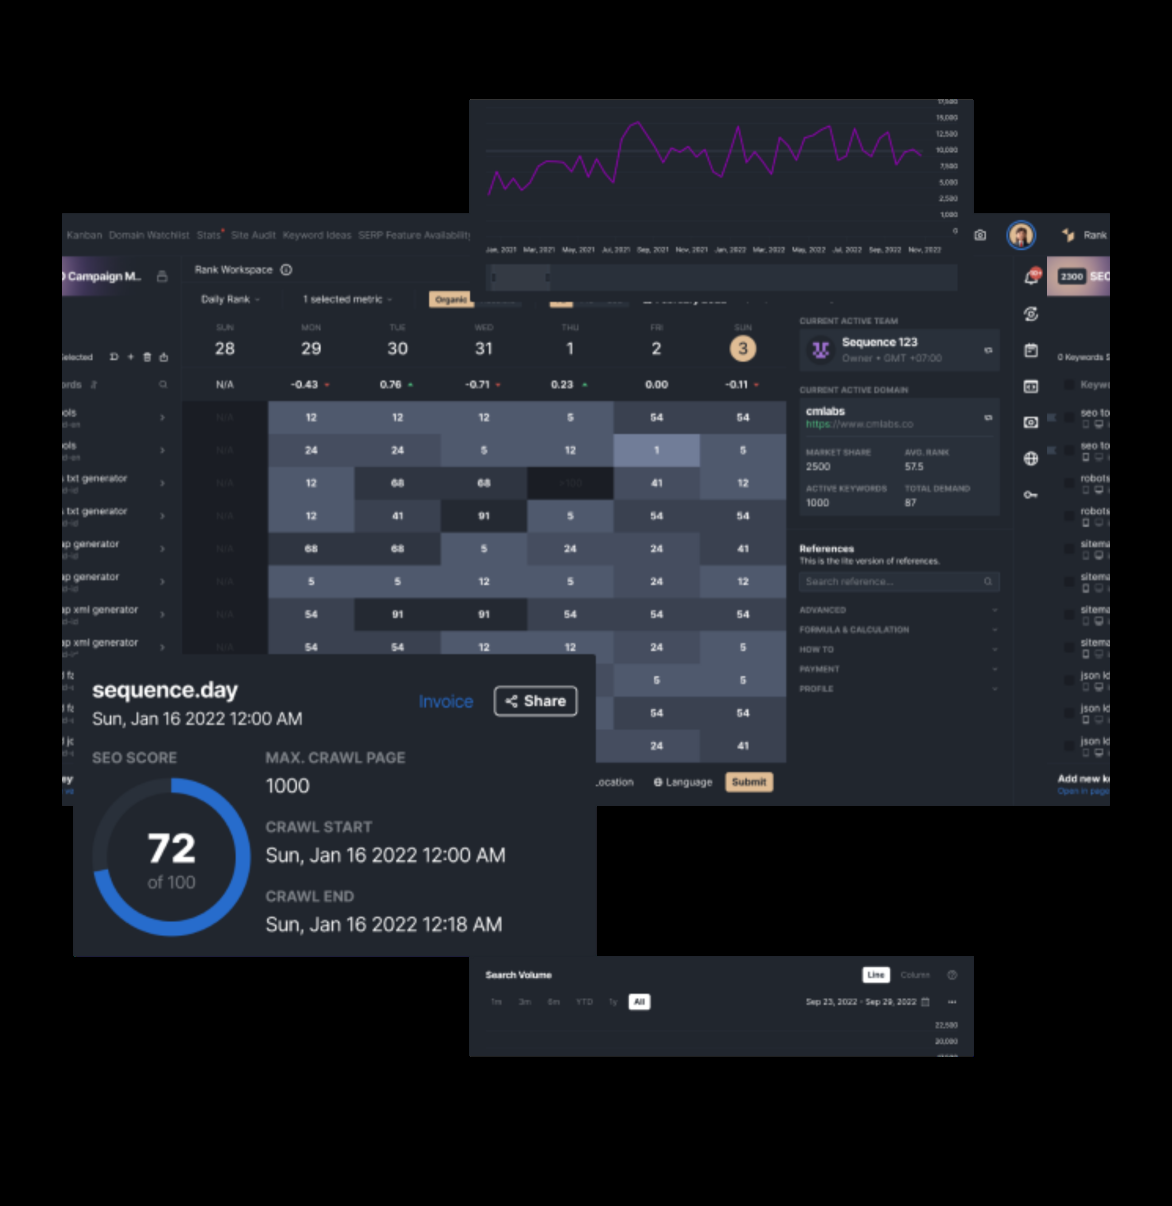 17,500
15,000
12,500
10,000
7,500
5,000
2,500
1,000
0
Jan, 2021 Mar, 2021 May, 2021 Jul, 2021 Sep, 2021 Nov, 2021 Jan, 2022 Mar, 2022 May, 2022 Jul, 2022 Sep, 2022 Nov, 2022
Kanban Domain Watchlist Stats Site Audit Keyword Ideas SERP Feature Availability
Rank
Campaign M...
Rank Workspace
2300 SEO
Daily Rank 1 selected metric Organic
SUN MON TUE WED THU FRI SUN
28 29 30 31 1 2 3
N/A -0.43 0.76 -0.71 0.23 0.00 -0.11
N/A 12 12 12 5 54 54
N/A 24 24 5 12 1 5
N/A 12 68 68 >100 41 12
N/A 12 41 91 5 54 54
N/A 68 68 5 24 24 41
N/A 5 5 12 5 24 12
N/A 54 91 91 54 54 54
N/A 54 54 12 12 24 5
5 5
54 54
24 41
txt generator
txt generator
generator
generator
xml generator
xml generator
Location Language Submit
CURRENT ACTIVE TEAM
Sequence 123
Owner • GMT +07:00
CURRENT ACTIVE DOMAIN
cmlabs
https://www.cmlabs.co
MARKET SHARE AVG. RANK
2500 57.5
ACTIVE KEYWORDS TOTAL DEMAND
1000 87
References
This is the lite version of references.
Search reference...
ADVANCED
FORMULA & CALCULATION
HOW TO
PAYMENT
PROFILE
0 Keywords S
Keywo
seo to
seo to
robots
robots
sitema
sitema
sitema
sitema
json ld
json ld
json ld
Add new k
Open in page
sequence.day
Sun, Jan 16 2022 12:00 AM
Invoice
Share
SEO SCORE
72
of 100
MAX. CRAWL PAGE
1000
CRAWL START
Sun, Jan 16 2022 12:00 AM
CRAWL END
Sun, Jan 16 2022 12:18 AM
Search Volume
Line Column
1m 3m 6m YTD 1y All
Sep 23, 2022 - Sep 29, 2022
22,500
20,000